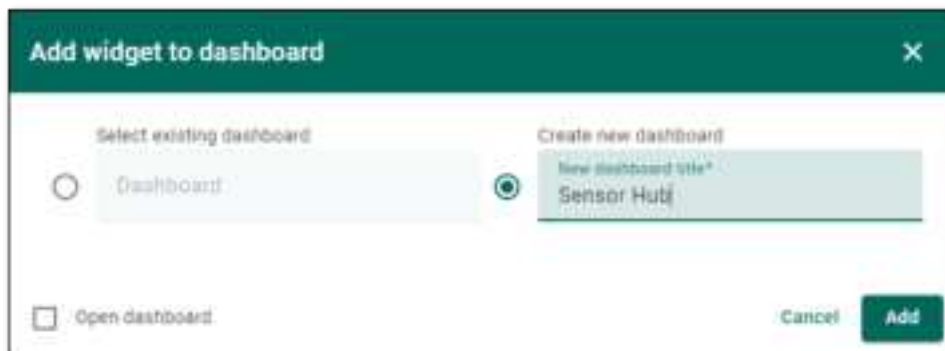 Add widget to dashboard
Select existing dashboard
Create new dashboard
Dashboard
New dashboard title*
Sensor Hub
Open dashboard
Cancel
Add